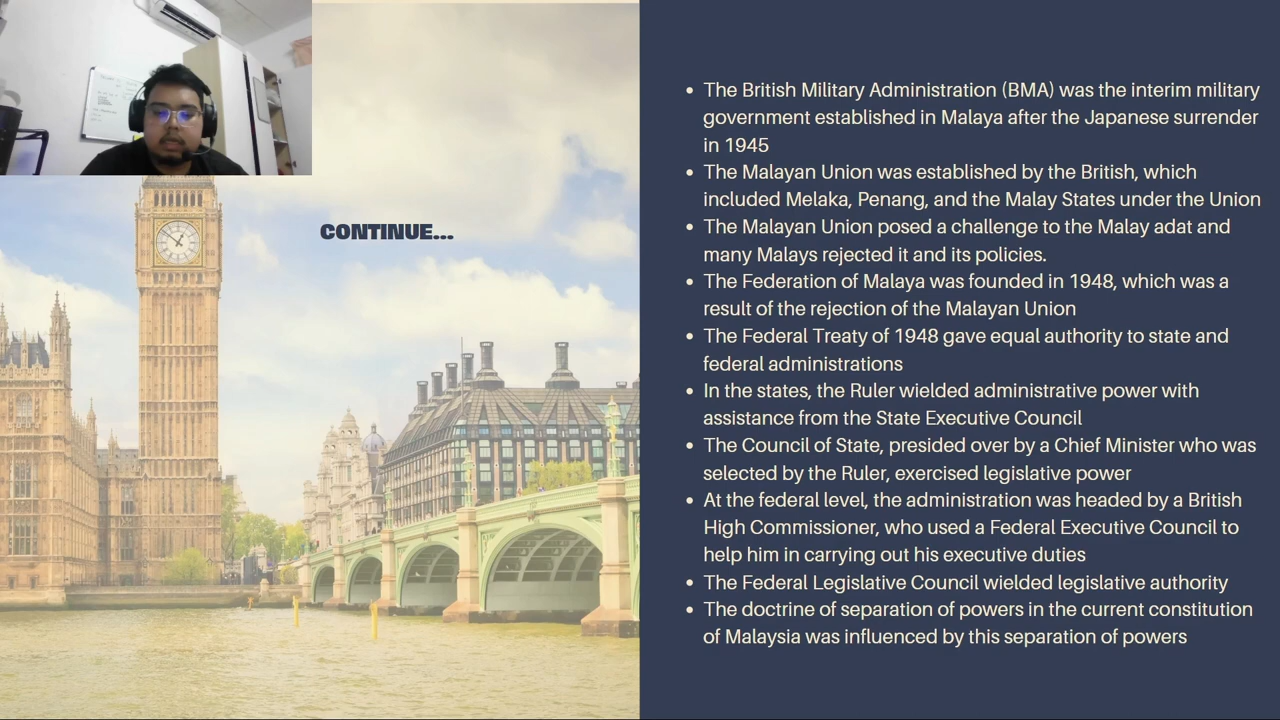 CONTINUE...
• The British Military Administration (BMA) was the interim military
government established in Malaya after the Japanese surrender
in 1945
• The Malayan Union was established by the British, which
included Melaka, Penang, and the Malay States under the Union
• The Malayan Union posed a challenge to the Malay adat and
many Malays rejected it and its policies.
• The Federation of Malaya was founded in 1948, which was a
result of the rejection of the Malayan Union
• The Federal Treaty of 1948 gave equal authority to state and
federal administrations
• In the states, the Ruler wielded administrative power with
assistance from the State Executive Council
• The Council of State, presided over by a Chief Minister who was
selected by the Ruler, exercised legislative power
• At the federal level, the administration was headed by a British
High Commissioner, who used a Federal Executive Council to
help him in carrying out his executive duties
• The Federal Legislative Council wielded legislative authority
• The doctrine of separation of powers in the current constitution
of Malaysia was influenced by this separation of powers